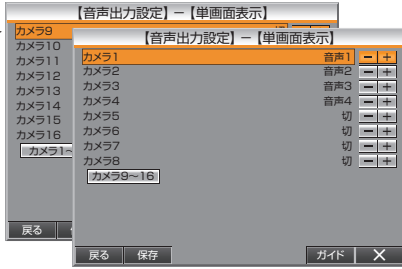 【音声出力設定】－【単画面表示】
カメラ9
カメラ10
カメラ11
カメラ12
カメラ13
カメラ14
カメラ15
カメラ16
カメラ1～
戻る
【音声出力設定】－【単画面表示】
カメラ1 音声1 － ＋
カメラ2 音声2 － ＋
カメラ3 音声3 － ＋
カメラ4 音声4 － ＋
カメラ5 切 － ＋
カメラ6 切 － ＋
カメラ7 切 － ＋
カメラ8 切 － ＋
カメラ9～16
戻る 保存 ガイド ×